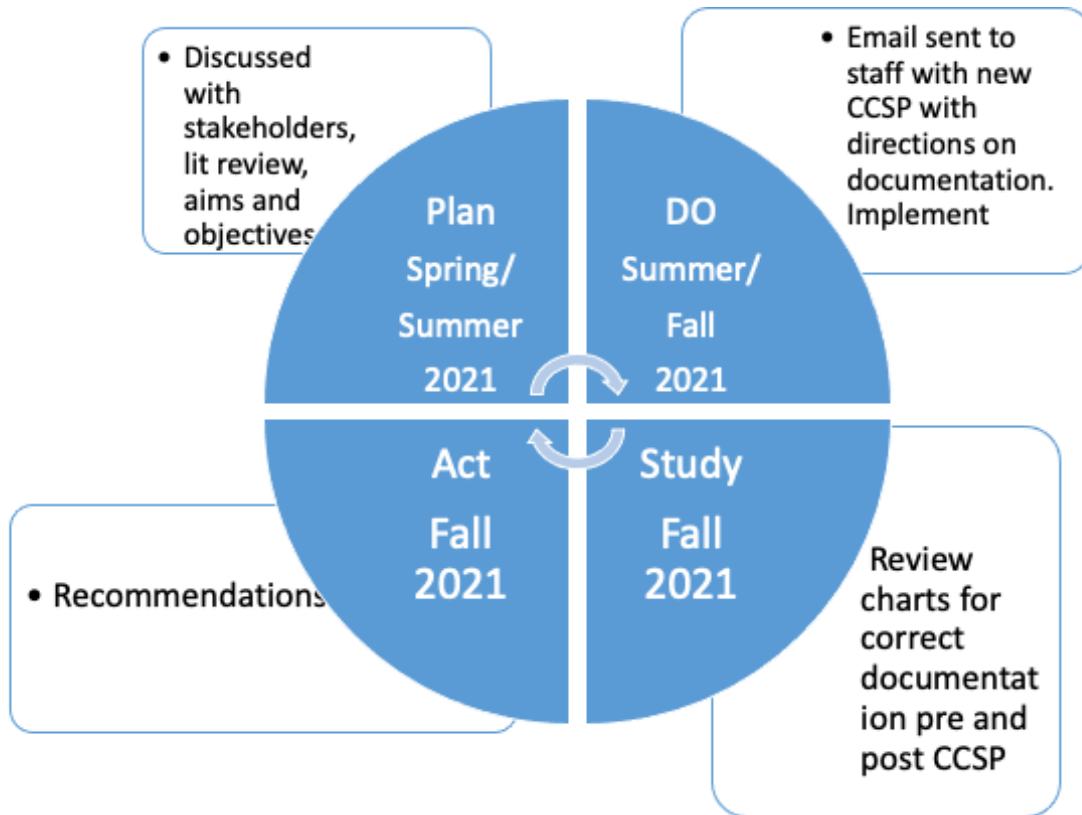 • Discussed
with
stakeholders,
lit review,
aims and
objectives
• Email sent to
staff with new
CCSP with
directions on
documentation.
Implement
Plan
Spring/
Summer
2021
DO
Summer/
Fall
2021
Act
Fall
2021
Study
Fall
2021
• Recommendations
Review
charts for
correct
documentat
ion pre and
post CCSP